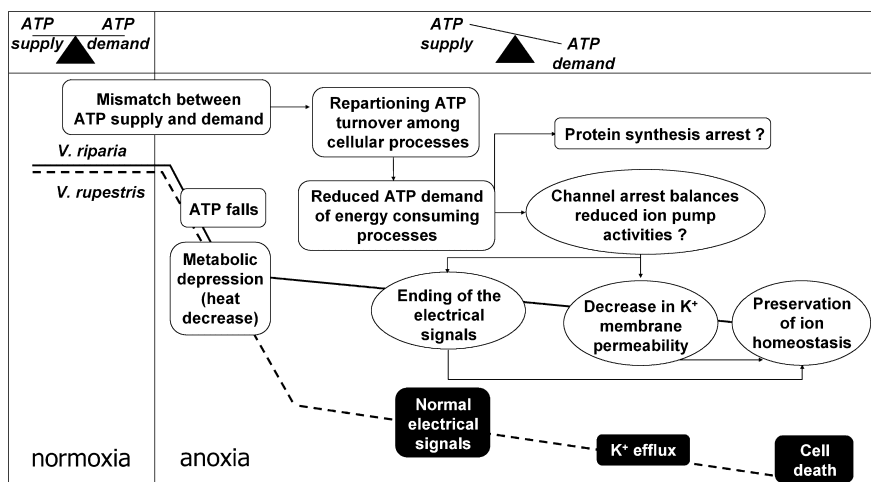 ATP
supply
ATP
demand
ATP
supply
ATP
demand
Mismatch between
ATP supply and demand
Repartioning ATP
turnover among
cellular processes
Protein synthesis arrest ?
V. riparia
V. rupestris
ATP falls
Reduced ATP demand
of energy consuming
processes
Channel arrest balances
reduced ion pump
activities ?
Metabolic
depression
(heat
decrease)
Ending of the
electrical
signals
Decrease in K⁺
membrane
permeability
Preservation
of ion
homeostasis
Normal
electrical
signals
K⁺ efflux
Cell
death
normoxia
anoxia